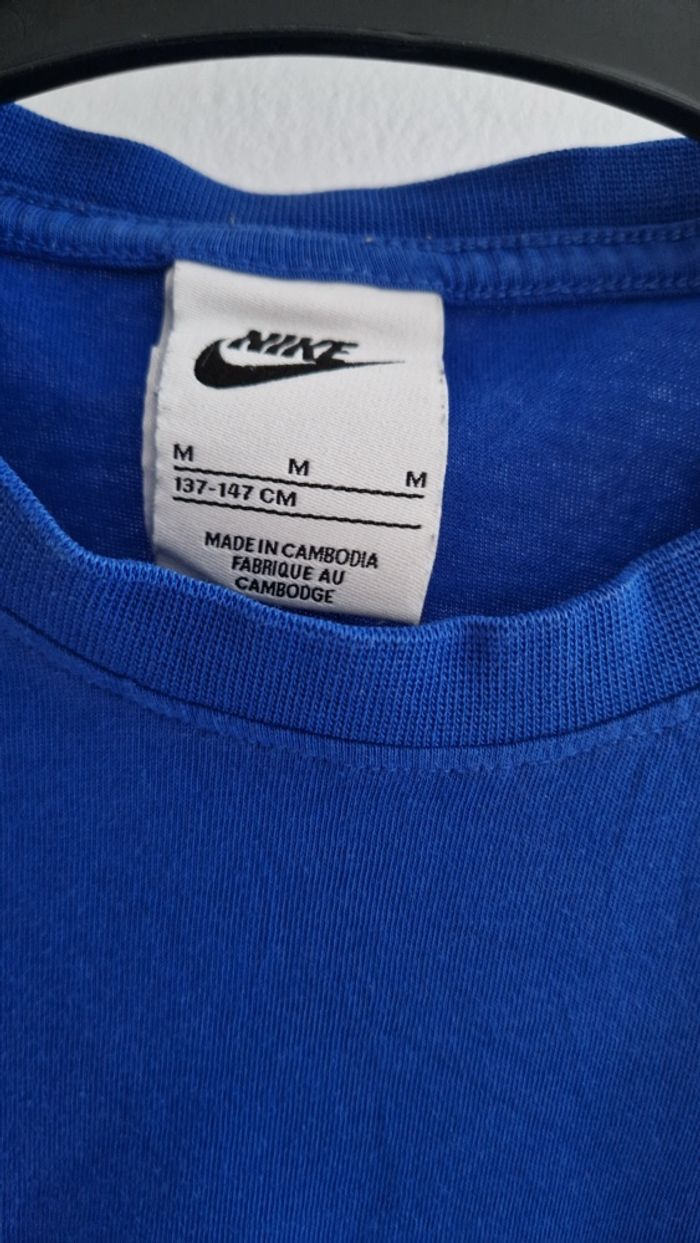 NIKE
M M M
137-147 CM
MADE IN CAMBODIA
FABRIQUE AU
CAMBODGE